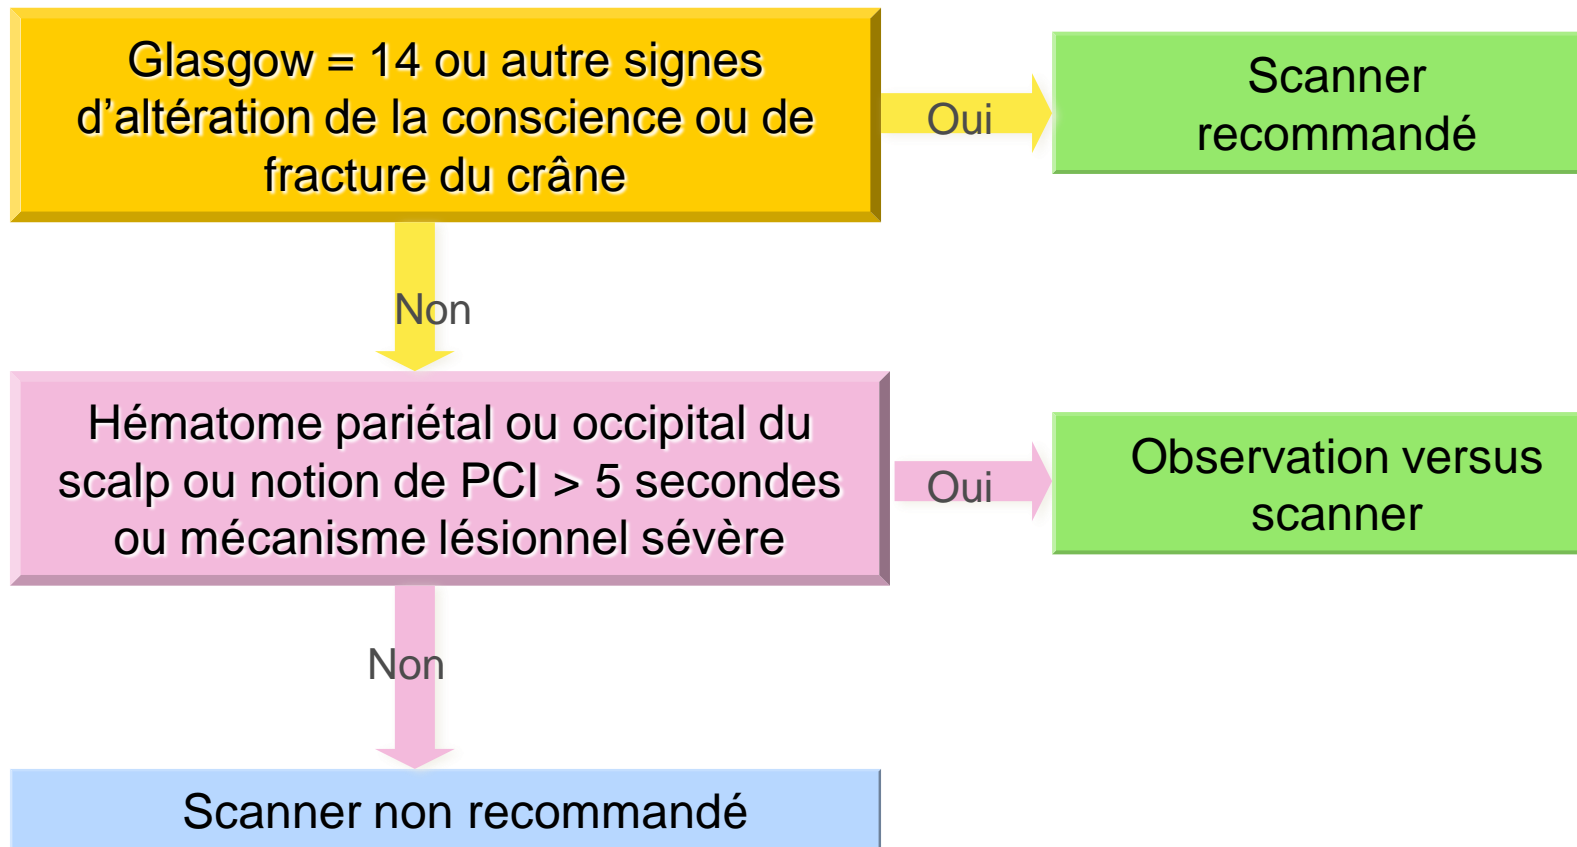 Glasgow = 14 ou autre signes
d’altération de la conscience ou de
fracture du crâne
Oui
Scanner
recommandé
Non
Hématome pariétal ou occipital du
scalp ou notion de PCI > 5 secondes
ou mécanisme lésionnel sévère
Oui
Observation versus
scanner
Non
Scanner non recommandé